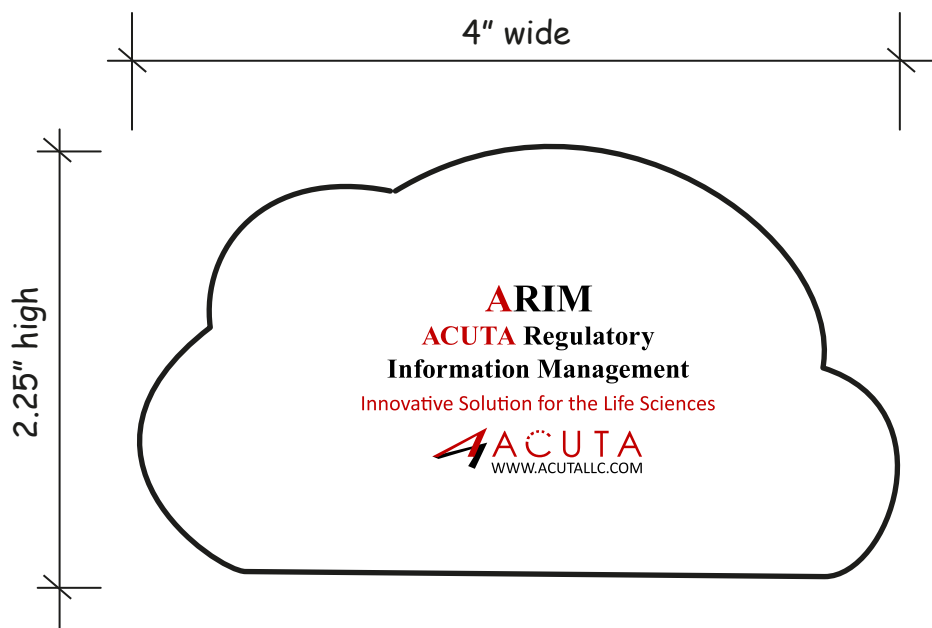 4" wide
2.25" high
ARIM
ACUTA Regulatory
Information Management
Innovative Solution for the Life Sciences
ACUTA
WWW.ACUTALLC.COM